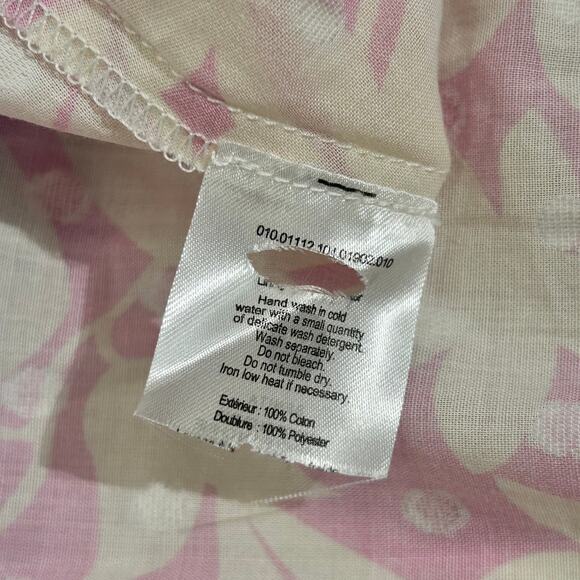 010.01112.104.01902.010
Hand wash in cold
water with a small quantity
of delicate wash detergent.
Wash separately.
Do not bleach.
Do not tumble dry.
Iron low heat if necessary.
Extérieur : 100% Coton
Doublure : 100% Polyester